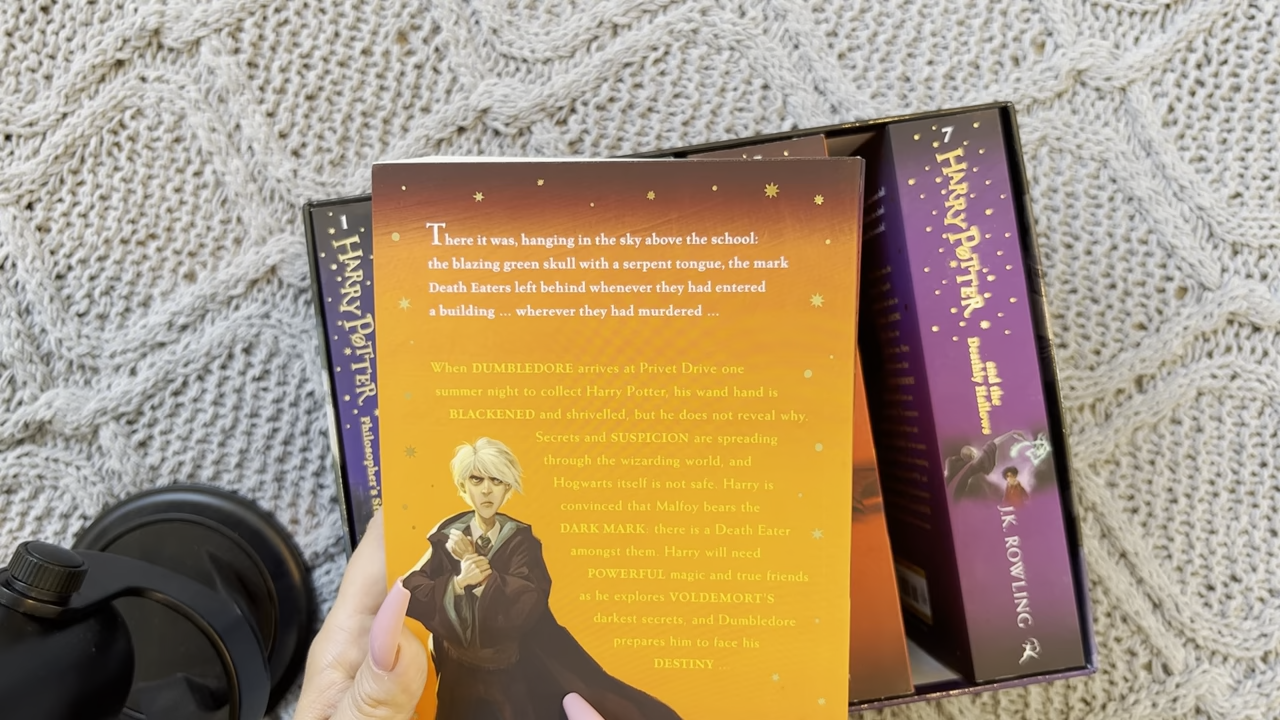 There it was, hanging in the sky above the school:
the blazing green skull with a serpent tongue, the mark
Death Eaters left behind whenever they had entered
a building ... wherever they had murdered ...
When DUMBLEDORE arrives at Privet Drive one
summer night to collect Harry Potter, his wand hand is
BLACKENED and shrivelled, but he does not reveal why.
Secrets and SUSPICION are spreading
through the wizarding world, and
Hogwarts itself is not safe. Harry is
convinced that Malfoy bears the
DARK MARK: there is a Death Eater
amongst them. Harry will need
POWERFUL magic and true friends
as he explores VOLDEMORT'S
darkest secrets, and Dumbledore
prepares him to face his
DESTINY ...
1
HARRY POTTER
Philosopher's
7
HARRY POTTER
and the
Deathly Hallows
J.K. ROWLING